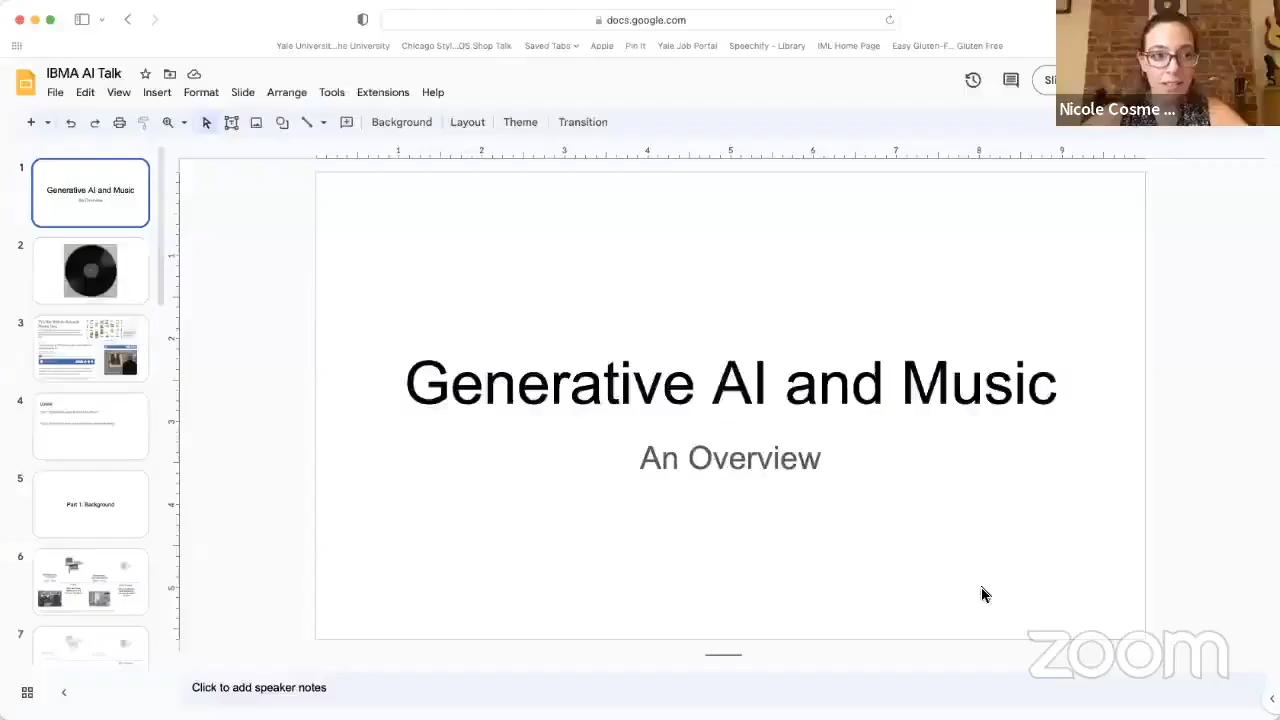 docs.google.com
Yale Universit...he University
Chicago Styl...OS Shop Talk
Saved Tabs
Apple
Pin It
Yale Job Portal
Speechify - Library
IML Home Page
Easy Gluten-F... Gluten Free
IBMA AI Talk
File Edit View Insert Format Slide Arrange Tools Extensions Help
Nicole Cosme ...
Background Layout Theme Transition
1 2 3 4 5 6 7 8 9
1
Generative AI and Music
An Overview
2
3
4
5
Part 1: Background
6
7
Generative AI and Music
An Overview
zoom
Click to add speaker notes